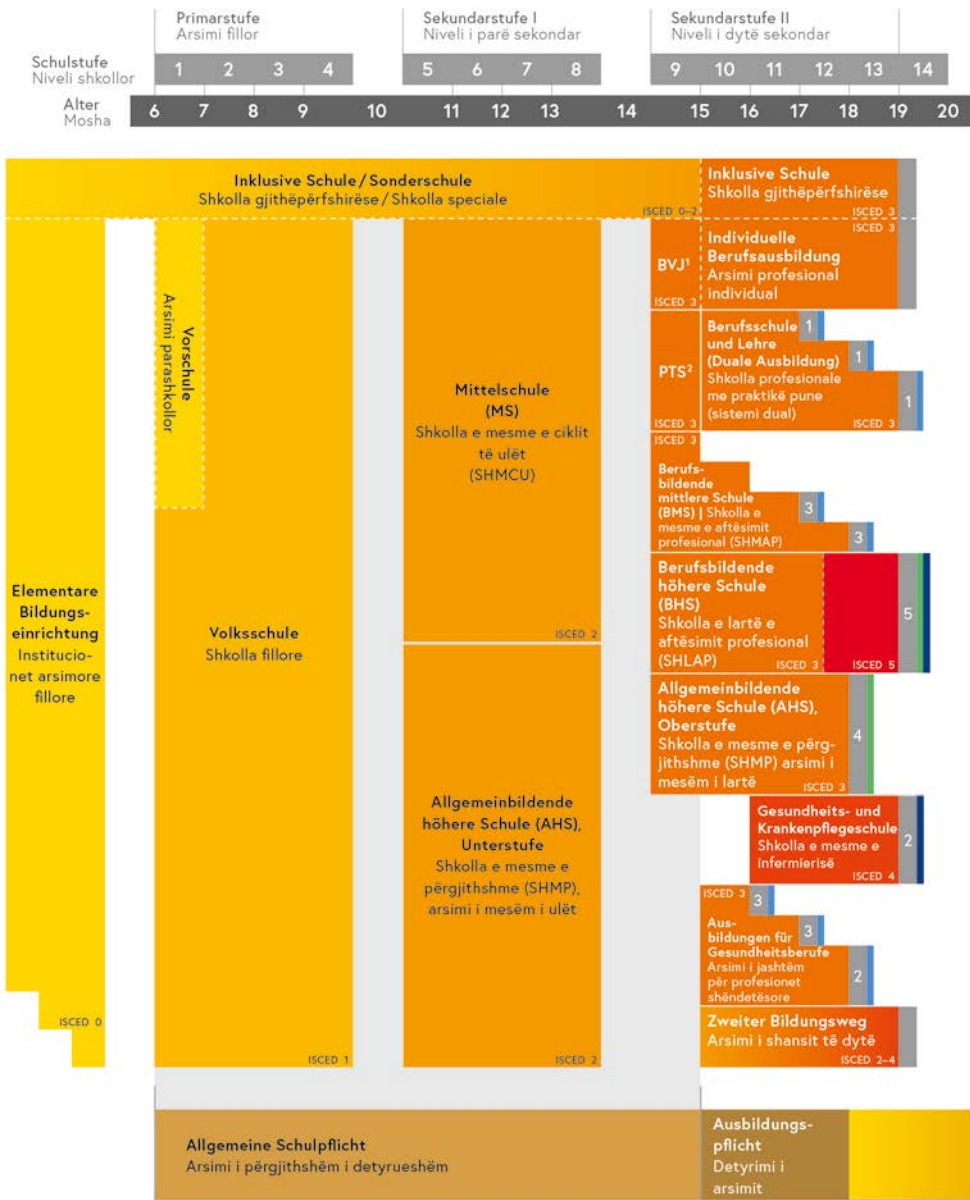 Primarstufe
Arsimi fillor
Sekundarstufe I
Niveli i parë sekondar
Sekundarstufe II
Niveli i dytë sekondar
Schulstufe
Niveli shkollor
1 2 3 4 5 6 7 8 9 10 11 12 13 14
Alter
Mosha
6 7 8 9 10 11 12 13 14 15 16 17 18 19 20
Inklusive Schule / Sonderschule
Shkolla gjithëpërfshirëse / Shkolla speciale
ISCED 0–2
Inklusive Schule
Shkolla gjithëpërfshirëse
ISCED 3
Elementare
Bildungs-
einrichtung
Institucio-
net arsimore
fillore
ISCED 0
Vorschule
Arsimi parashkollor
Volksschule
Shkolla fillore
ISCED 1
Mittelschule
(MS)
Shkolla e mesme e ciklit
të ulët
(SHMCU)
ISCED 2
Allgemeinbildende
höhere Schule (AHS),
Unterstufe
Shkolla e mesme e
përgjithshme (SHMP),
arsimi i mesëm i ulët
ISCED 2
BVJ¹
ISCED 3
ISCED 3
Individuelle
Berufsausbildung
Arsimi profesional
individual
PTS²
ISCED 3
Berufsschule
und Lehre
(Duale Ausbildung)
Shkolla profesionale
me praktikë pune
(sistemi dual)
ISCED 3
1
1
1
ISCED 3
Berufs-
bildende
mittlere Schule
(BMS) | Shkolla e
mesme e aftësimit
profesional (SHMAP)
3
3
Berufsbildende
höhere Schule
(BHS)
Shkolla e lartë e
aftësimit profesional
(SHLAP)
ISCED 3
ISCED 5
5
Allgemeinbildende
höhere Schule (AHS),
Oberstufe
Shkolla e mesme e përg-
jithshme (SHMP) arsimi i
mesëm i lartë
ISCED 3
4
Gesundheits- und
Krankenpflegeschule
Shkolla e mesme e
infermierisë
ISCED 4
2
ISCED 3
3
Aus-
bildungen für
Gesundheitsberufe
Arsimi i jashtëm
për profesionet
shëndetësore
3
2
Zweiter Bildungsweg
Arsimi i shansit të dytë
ISCED 2–4
Allgemeine Schulpflicht
Arsimi i përgjithshëm i detyrueshëm
Ausbildungs-
pflicht
Detyrimi i
arsimit